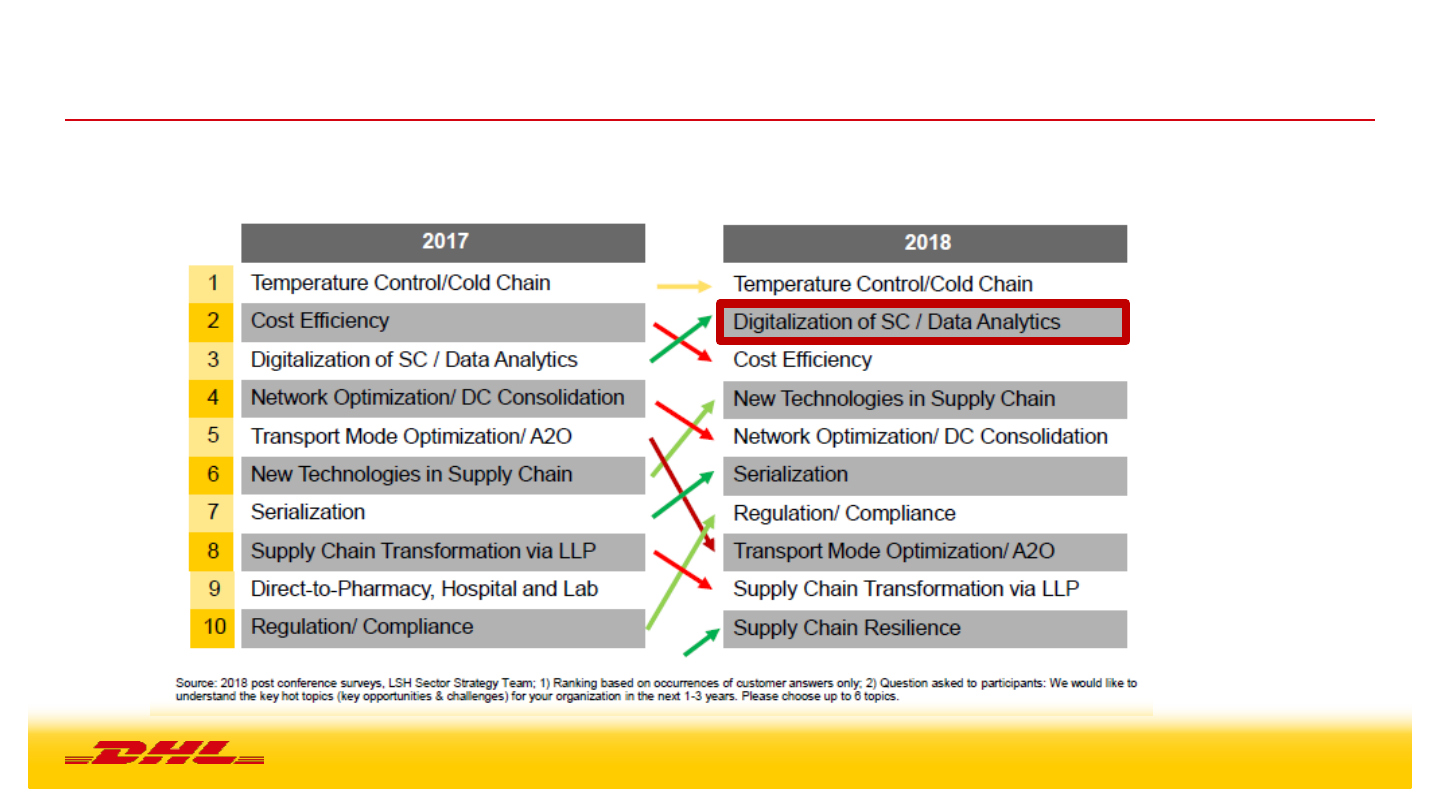 2017
2018
1 Temperature Control/Cold Chain Temperature Control/Cold Chain
2 Cost Efficiency Digitalization of SC / Data Analytics
3 Digitalization of SC / Data Analytics Cost Efficiency
4 Network Optimization/ DC Consolidation New Technologies in Supply Chain
5 Transport Mode Optimization/ A2O Network Optimization/ DC Consolidation
6 New Technologies in Supply Chain Serialization
7 Serialization Regulation/ Compliance
8 Supply Chain Transformation via LLP Transport Mode Optimization/ A2O
9 Direct-to-Pharmacy, Hospital and Lab Supply Chain Transformation via LLP
10 Regulation/ Compliance Supply Chain Resilience
Source: 2018 post conference surveys, LSH Sector Strategy Team; 1) Ranking based on occurrences of customer answers only; 2) Question asked to participants: We would like to
understand the key hot topics (key opportunities & challenges) for your organization in the next 1-3 years. Please choose up to 6 topics.
DHL